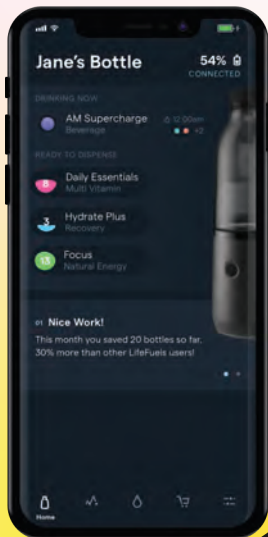 Jane's Bottle
54%
CONNECTED
DRINKING NOW
AM Supercharge
Beverage
12:00am
+2
READY TO DISPENSE
8
Daily Essentials
Multi Vitamin
3
Hydrate Plus
Recovery
13
Focus
Natural Energy
01 Nice Work!
This month you saved 20 bottles so far.
30% more than other LifeFuels users!
Home